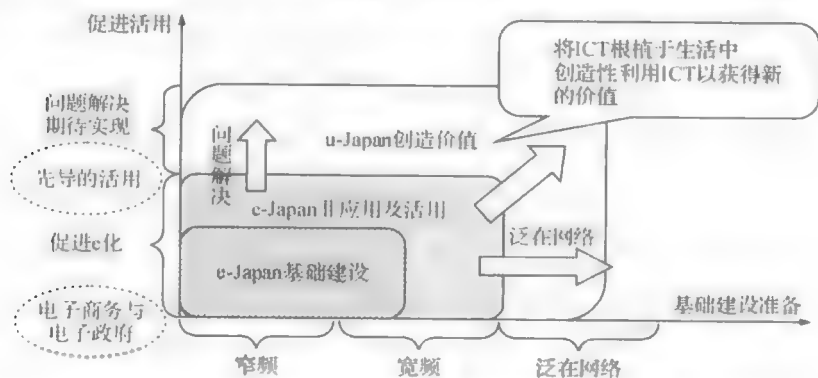 促进活用
将ICT根植于生活中
创造性利用ICT以获得新
的价值
问题解决
期待实现
问题解决
u-Japan创造价值
先导的活用
e-JapanⅡ应用及活用
促进e化
泛在网络
e-Japan基础建设
电子商务与
电子政府
基础建设准备
窄频
宽频
泛在网络